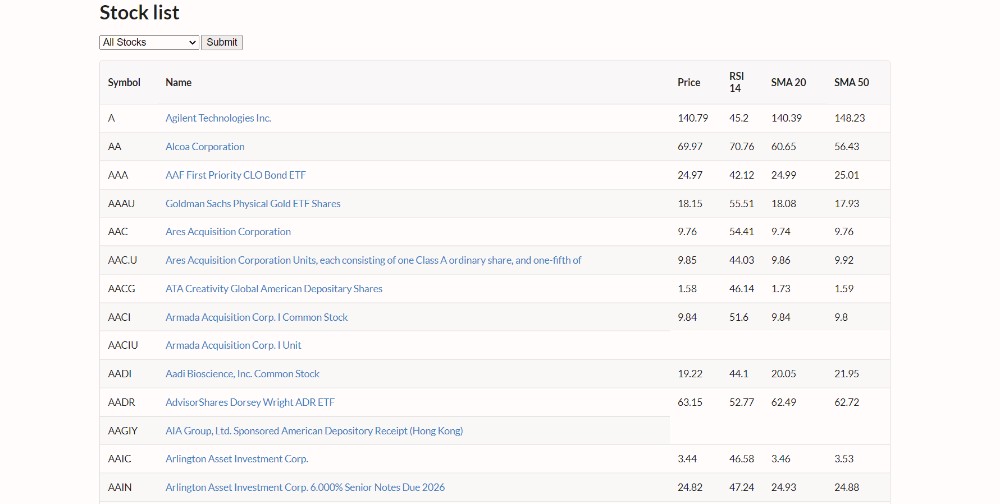 Stock list
All Stocks Submit
Symbol Name Price RSI 14 SMA 20 SMA 50
A Agilent Technologies Inc. 140.79 45.2 140.39 148.23
AA Alcoa Corporation 69.97 70.76 60.65 56.43
AAA AAF First Priority CLO Bond ETF 24.97 42.12 24.99 25.01
AAAU Goldman Sachs Physical Gold ETF Shares 18.15 55.51 18.08 17.93
AAC Ares Acquisition Corporation 9.76 54.41 9.74 9.76
AAC.U Ares Acquisition Corporation Units, each consisting of one Class A ordinary share, and one-fifth of 9.85 44.03 9.86 9.92
AACG ATA Creativity Global American Depositary Shares 1.58 46.14 1.73 1.59
AACI Armada Acquisition Corp. I Common Stock 9.84 51.6 9.84 9.8
AACIU Armada Acquisition Corp. I Unit
AADI Aadi Bioscience, Inc. Common Stock 19.22 44.1 20.05 21.95
AADR AdvisorShares Dorsey Wright ADR ETF 63.15 52.77 62.49 62.72
AAGIY AIA Group, Ltd. Sponsored American Depository Receipt (Hong Kong)
AAIC Arlington Asset Investment Corp. 3.44 46.58 3.46 3.53
AAIN Arlington Asset Investment Corp. 6.000% Senior Notes Due 2026 24.82 47.24 24.93 24.88